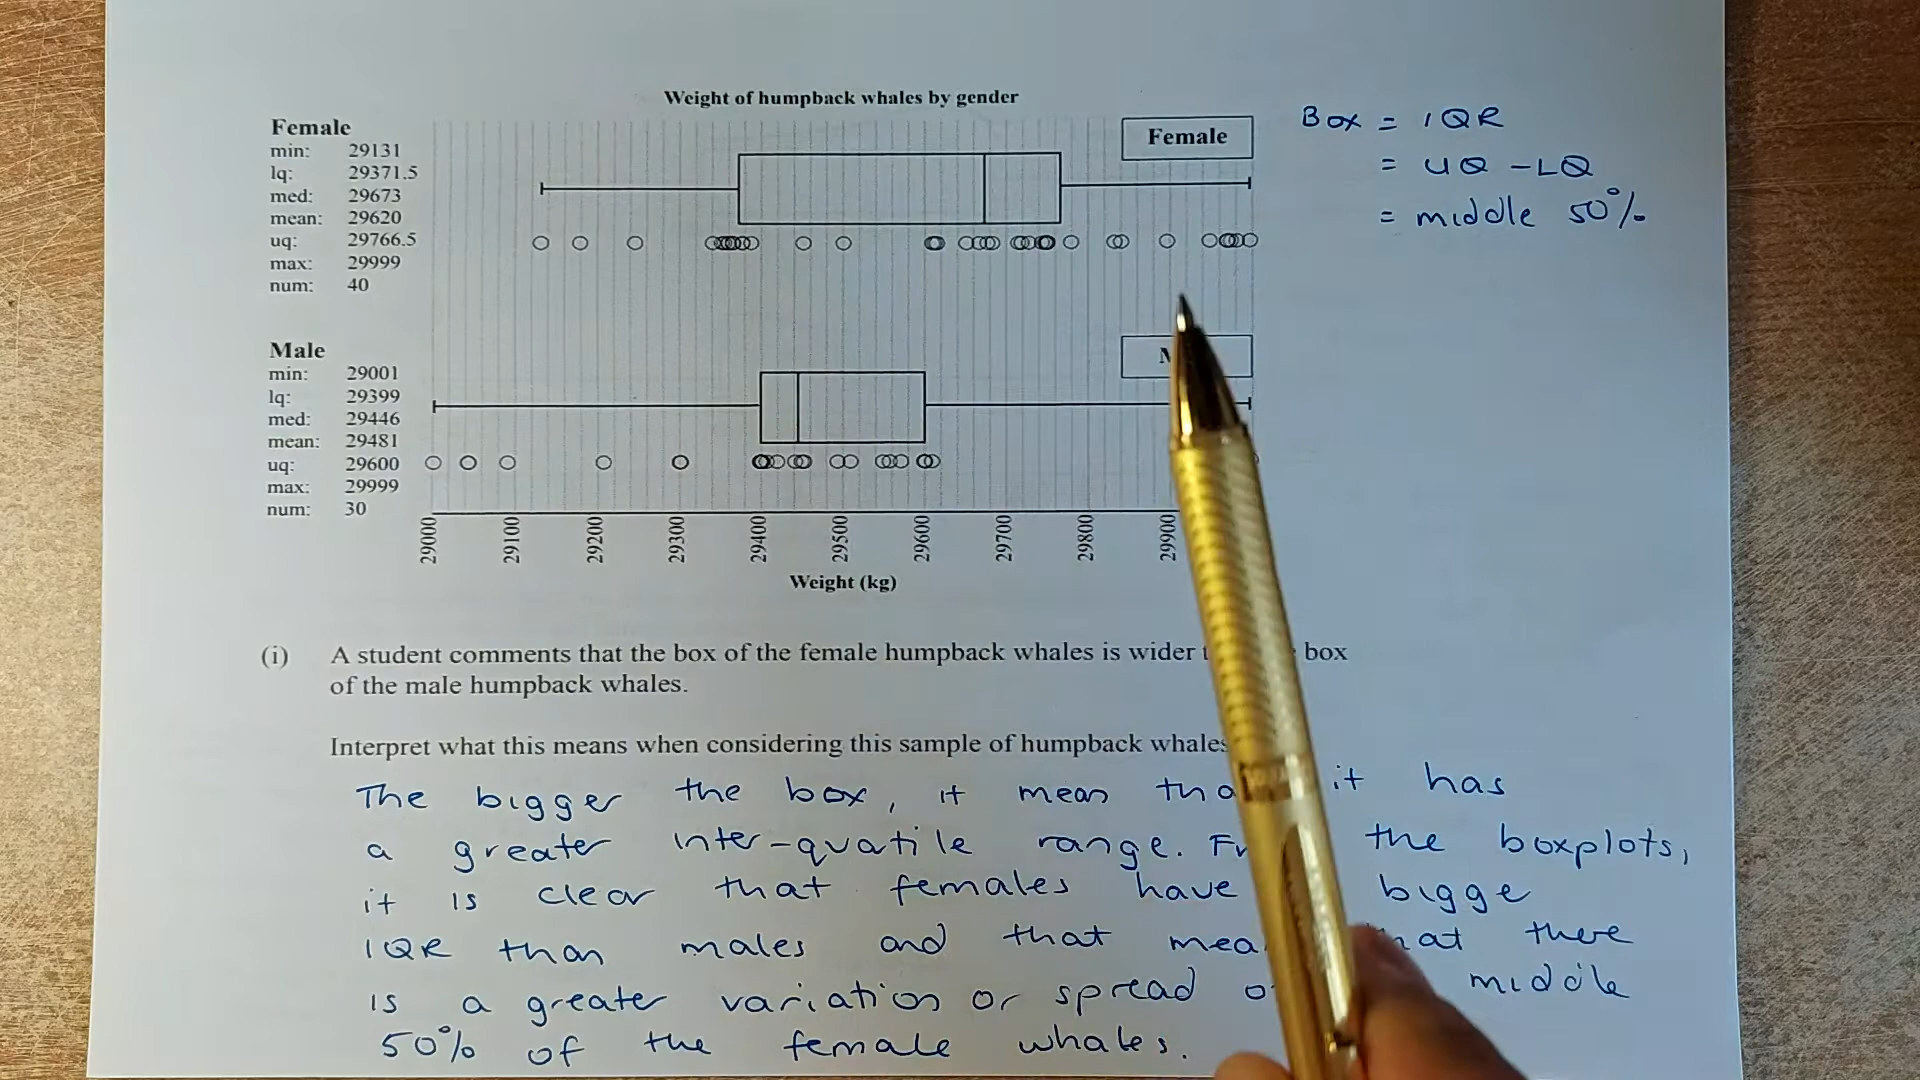 Weight of humpback whales by gender
Female
min: 29131
lq: 29371.5
med: 29673
mean: 29620
uq: 29766.5
max: 29999
num: 40
Female
Box = IQR
= UQ - LQ
= middle 50%
Male
min: 29001
lq: 29399
med: 29446
mean: 29481
uq: 29600
max: 29999
num: 30
29000 29100 29200 29300 29400 29500 29600 29700 29800 29900
Weight (kg)
(i) A student comments that the box of the female humpback whales is wider box
of the male humpback whales.
Interpret what this means when considering this sample of humpback whales
The bigger the box, it mean it has
a greater inter-quatile range. the boxplots,
it is clear that females have bigge
IQR than males and that there
is a greater variation or spread middle
50% of the female whales.